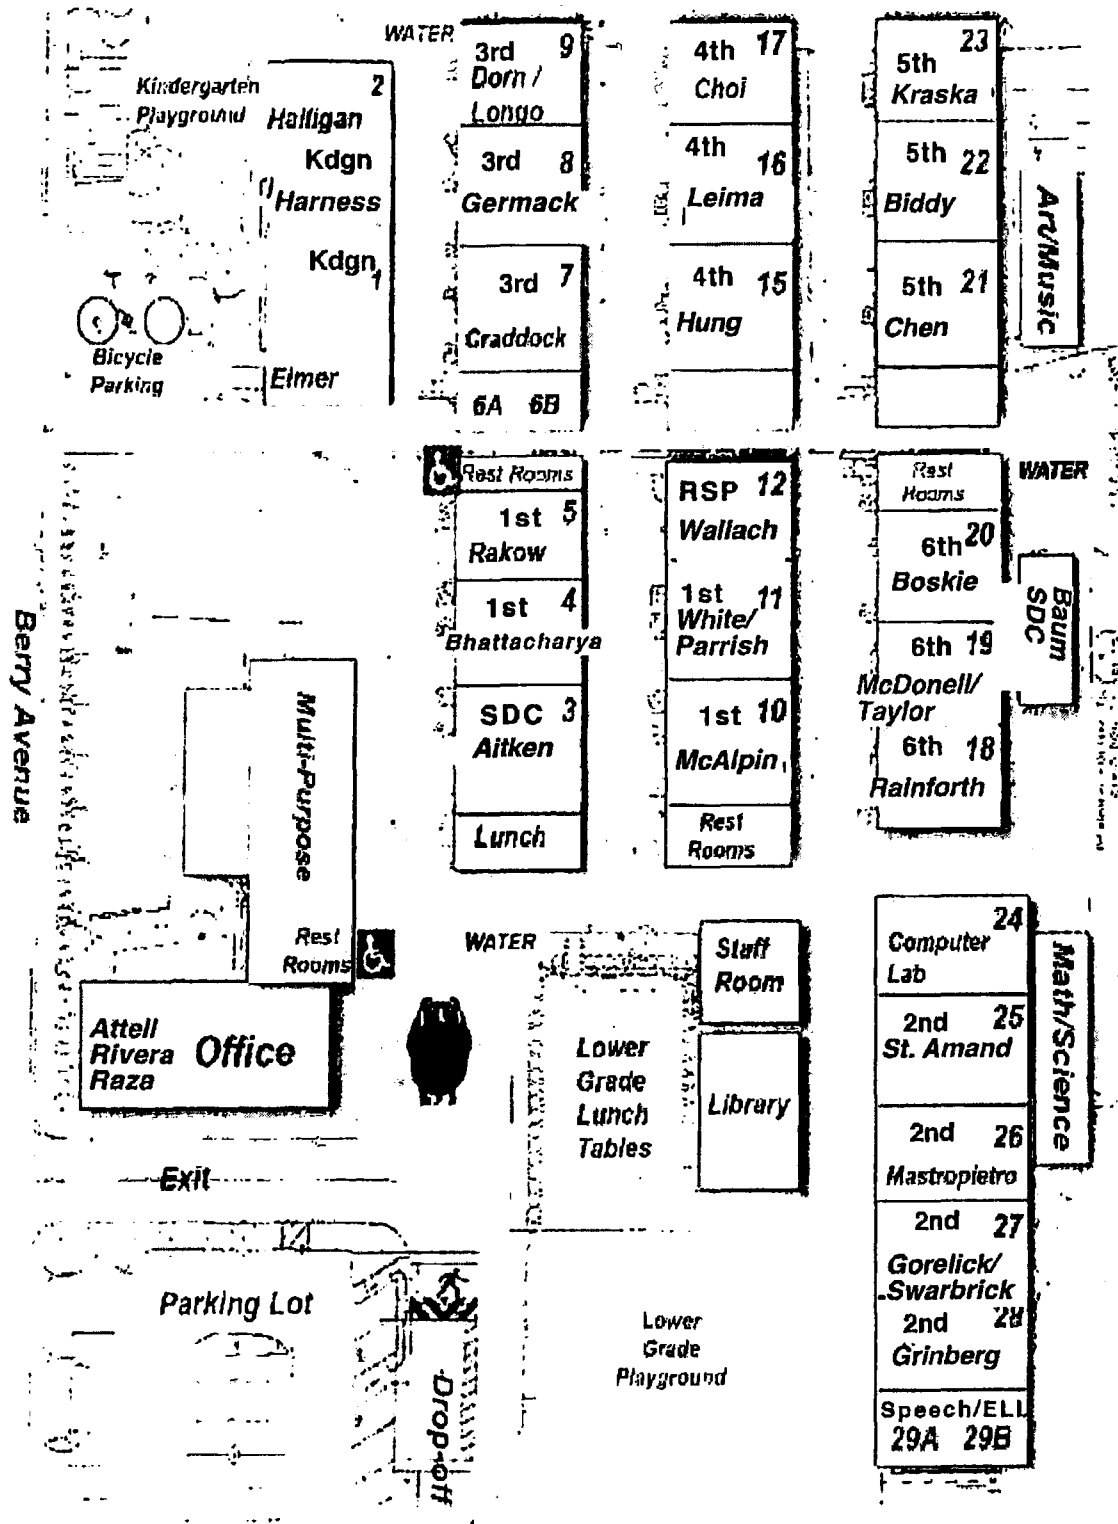 WATER
Kindergarten
Playground
2
Halligan
Kdgn
Harness
Kdgn
1
Elmer
Bicycle
Parking
3rd 9
Dorn /
Longo
3rd 8
Germack
3rd 7
Craddock
6A 6B
4th 17
Choi
4th 16
Leima
4th 15
Hung
23
5th
Kraska
5th 22
Biddy
5th 21
Chen
Art/Music
Rest Rooms
1st 5
Rakow
1st 4
Bhattacharya
SDC 3
Aitken
Lunch
RSP 12
Wallach
1st 11
White/
Parrish
1st 10
McAlpin
Rest
Rooms
Rest
Rooms
WATER
6th 20
Boskie
6th 19
McDonell/
Taylor
6th 18
Rainforth
Baum
SDC
Berry Avenue
Multi-Purpose
Rest
Rooms
Attell
Rivera
Raza
Office
WATER
Staff
Room
Lower
Grade
Lunch
Tables
Library
24
Computer
Lab
2nd 25
St. Amand
2nd 26
Mastropietro
2nd 27
Gorelick/
Swarbrick
2nd 28
Grinberg
Speech/ELL
29A 29B
Math/Science
Exit
Parking Lot
Drop-off
Lower
Grade
Playground